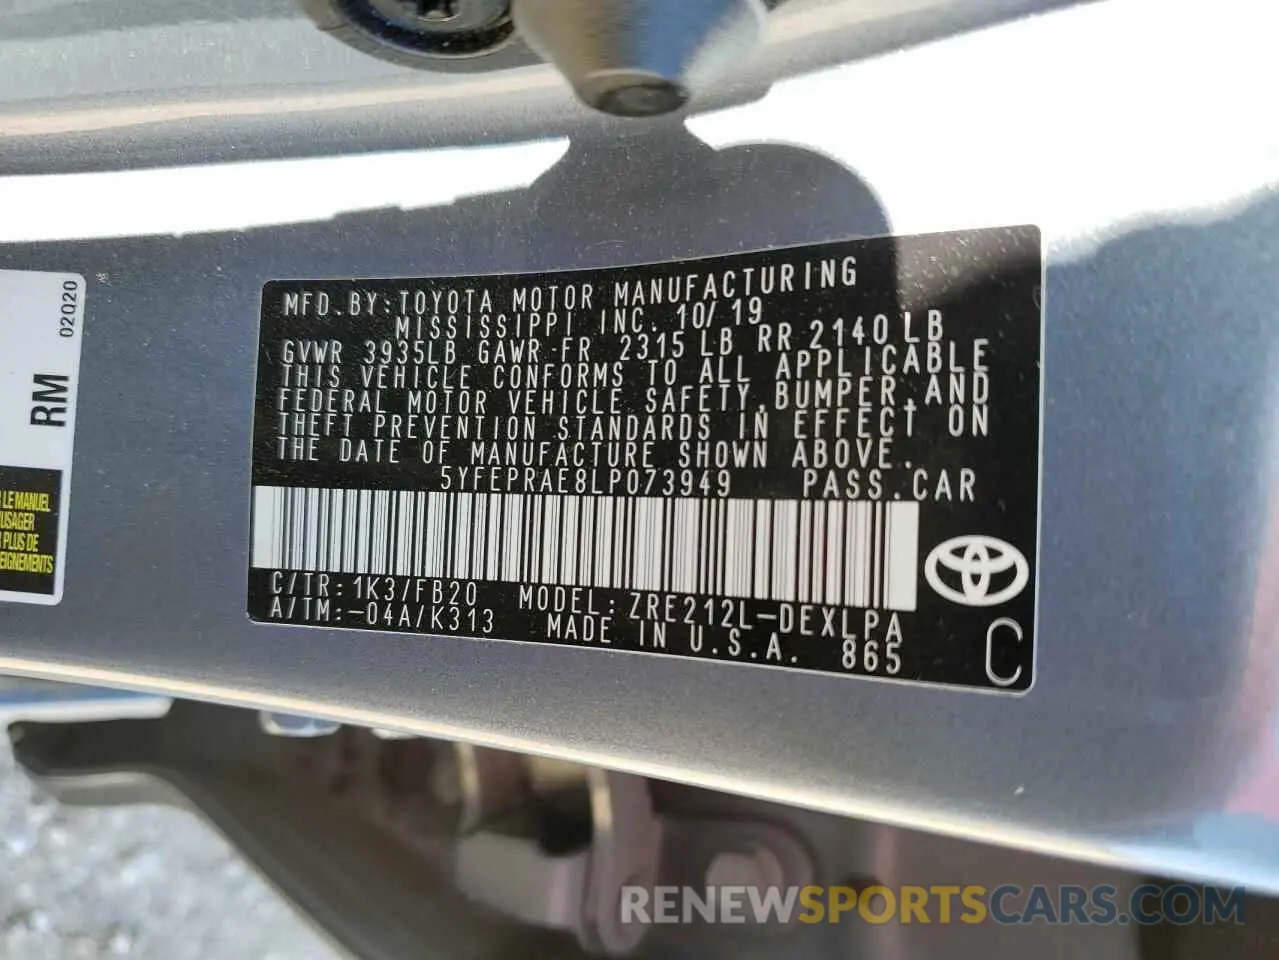 MFD.BY:TOYOTA MOTOR MANUFACTURING
MISSISSIPPI INC. 10/19
GVWR 3935LB GAWR FR 2315 LB RR 2140 LB
THIS VEHICLE CONFORMS TO ALL APPLICABLE
FEDERAL MOTOR VEHICLE SAFETY,BUMPER,AND
THEFT PREVENTION STANDARDS IN EFFECT ON
THE DATE OF MANUFACTURE SHOWN ABOVE.
5YFEPRAE8LP073949 PASS.CAR
C/TR:1K3/FB20 MODEL:ZRE212L-DEXLPA
A/TM:-04A/K313 MADE IN U.S.A. 865
C
02020
RM
LE MANUEL
USAGER
PLUS DE
EIGNEMENTS
RENEWSPORTSCARS.COM